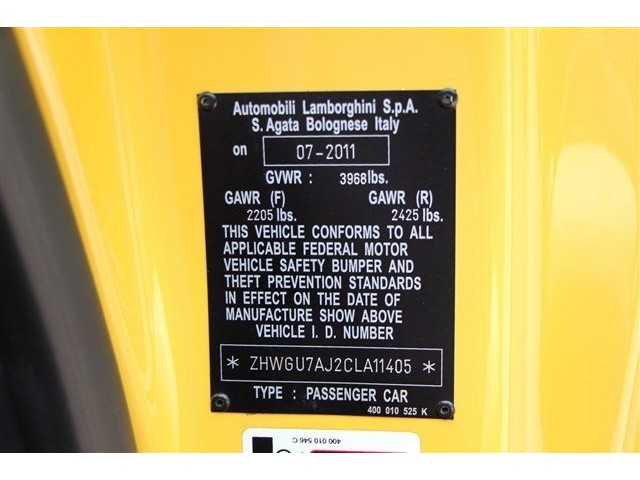 Automobili Lamborghini S.p.A.
S. Agata Bolognese Italy
on 07-2011
GVWR : 3968lbs.
GAWR (F) GAWR (R)
2205 lbs. 2425 lbs.
THIS VEHICLE CONFORMS TO ALL
APPLICABLE FEDERAL MOTOR
VEHICLE SAFETY BUMPER AND
THEFT PREVENTION STANDARDS
IN EFFECT ON THE DATE OF
MANUFACTURE SHOW ABOVE
VEHICLE I. D. NUMBER
* ZHWGU7AJ2CLA11405 *
TYPE : PASSENGER CAR
400 010 525 K
400 010 546 C